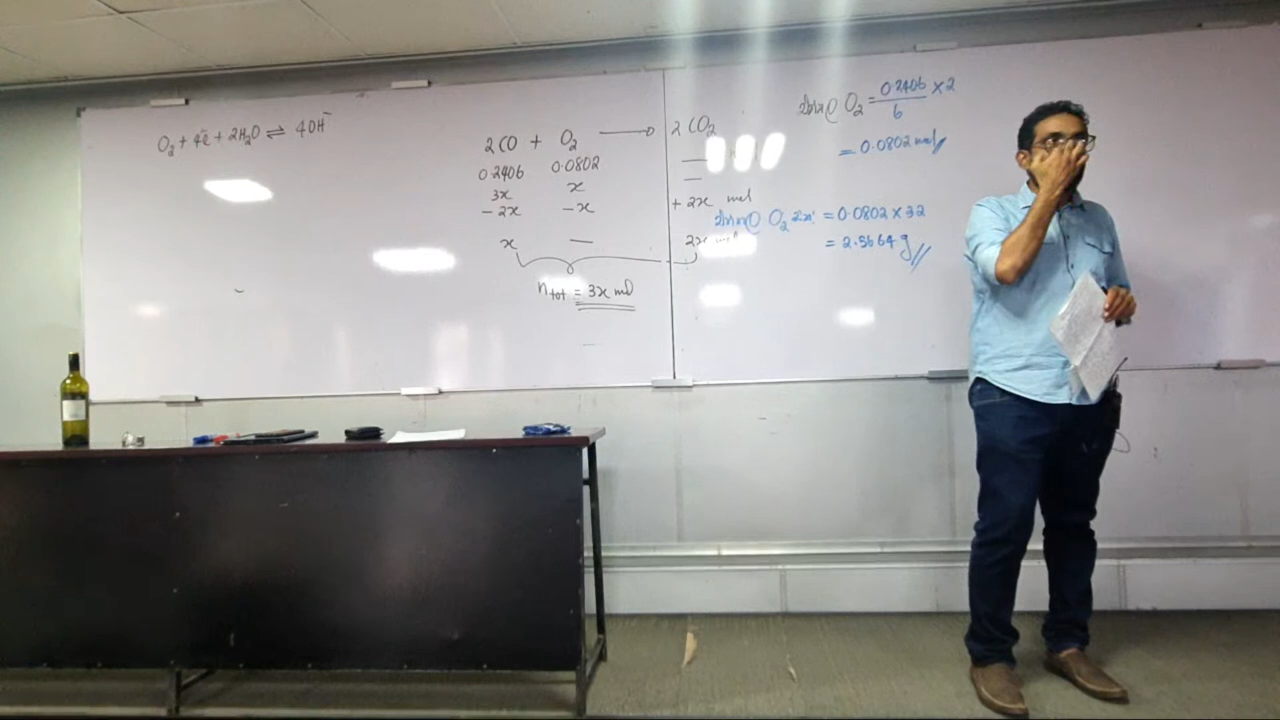 O₂ + 4e⁻ + 2H₂O ⇌ 4OH⁻
2CO + O₂ → 2CO₂
0.2406 0.0802 —
3x x —
- 2x - x + 2x mol
x — 2x
n_tot = 3x mol
O₂ = 0.2406/6 × 2
= 0.0802 mol
O₂ = 0.0802 × 32
= 2.5664 g